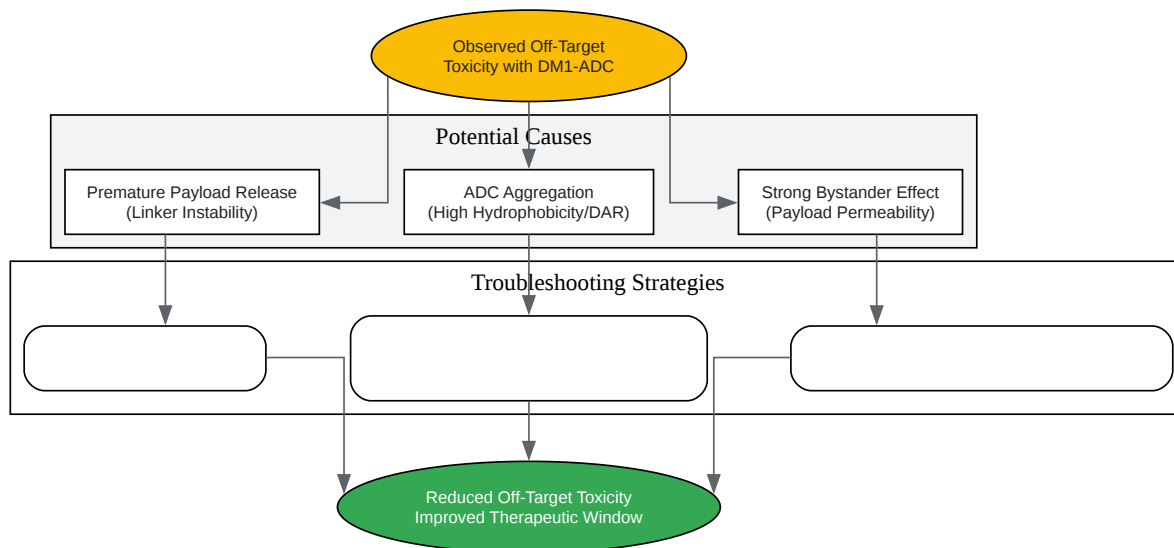 Observed Off-Target
Toxicity with DM1-ADC
Potential Causes
Premature Payload Release
(Linker Instability)
ADC Aggregation
(High Hydrophobicity/DAR)
Strong Bystander Effect
(Payload Permeability)
Troubleshooting Strategies
Reduced Off-Target Toxicity
Improved Therapeutic Window